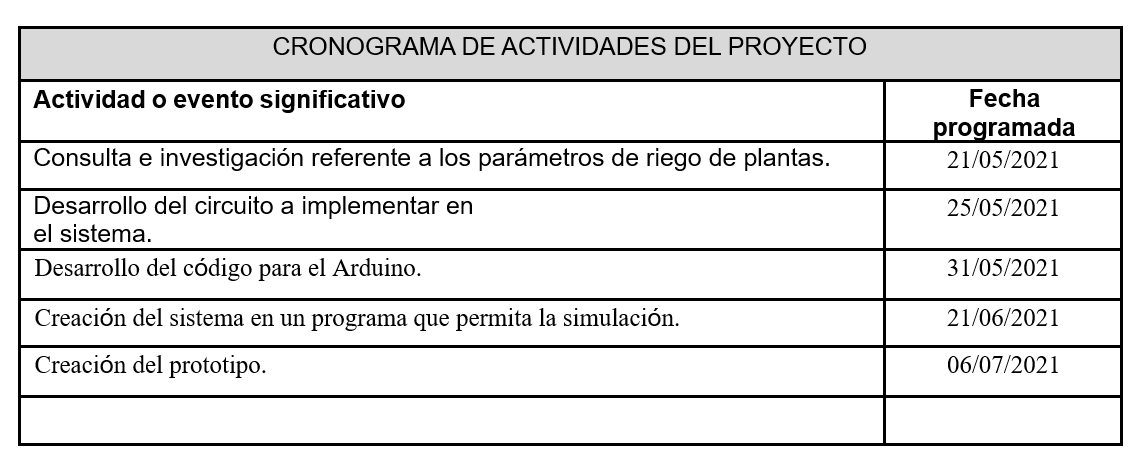 CRONOGRAMA DE ACTIVIDADES DEL PROYECTO
Actividad o evento significativo
Fecha
programada
Consulta e investigación referente a los parámetros de riego de plantas.
21/05/2021
Desarrollo del circuito a implementar en
el sistema.
25/05/2021
Desarrollo del código para el Arduino.
31/05/2021
Creación del sistema en un programa que permita la simulación.
21/06/2021
Creación del prototipo.
06/07/2021